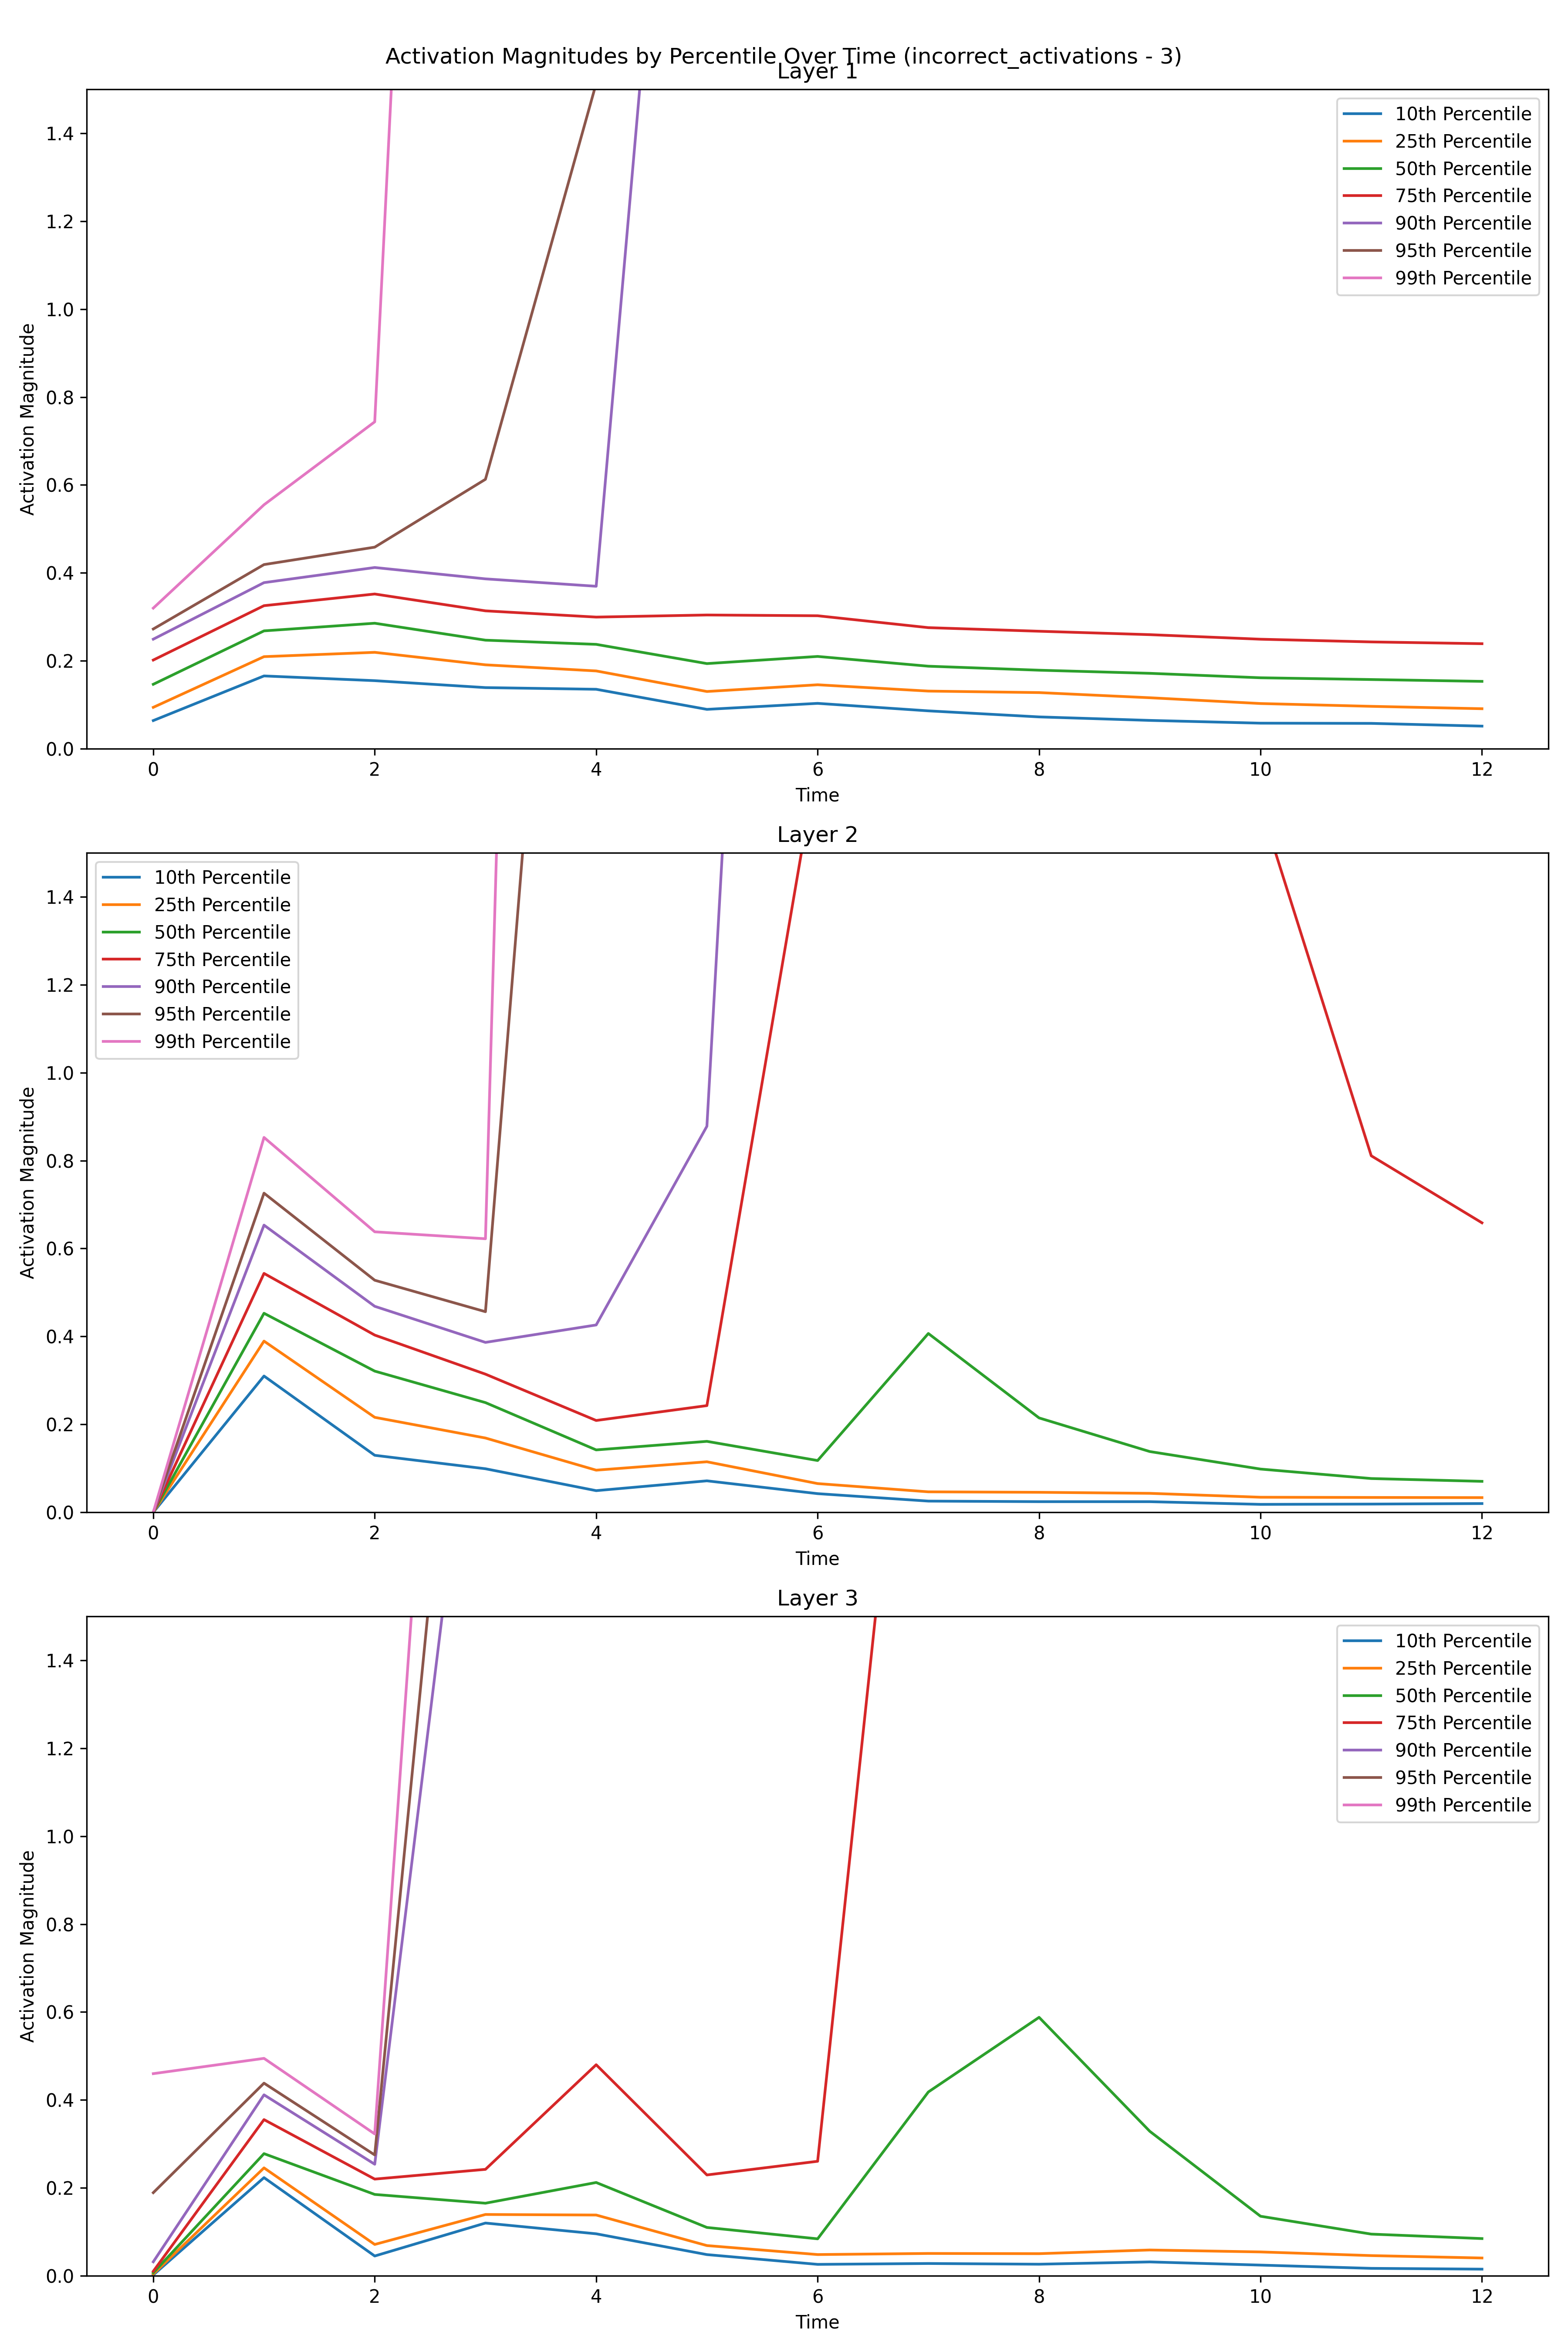 Activation Magnitudes by Percentile Over Time (incorrect_activations - 3)
Layer 1
Activation Magnitude
1.4
1.2
1.0
0.8
0.6
0.4
0.2
0.0
10th Percentile
25th Percentile
50th Percentile
75th Percentile
90th Percentile
95th Percentile
99th Percentile
0 2 4 6 8 10 12
Time
Layer 2
Activation Magnitude
1.4
1.2
1.0
0.8
0.6
0.4
0.2
0.0
10th Percentile
25th Percentile
50th Percentile
75th Percentile
90th Percentile
95th Percentile
99th Percentile
0 2 4 6 8 10 12
Time
Layer 3
Activation Magnitude
1.4
1.2
1.0
0.8
0.6
0.4
0.2
0.0
10th Percentile
25th Percentile
50th Percentile
75th Percentile
90th Percentile
95th Percentile
99th Percentile
0 2 4 6 8 10 12
Time